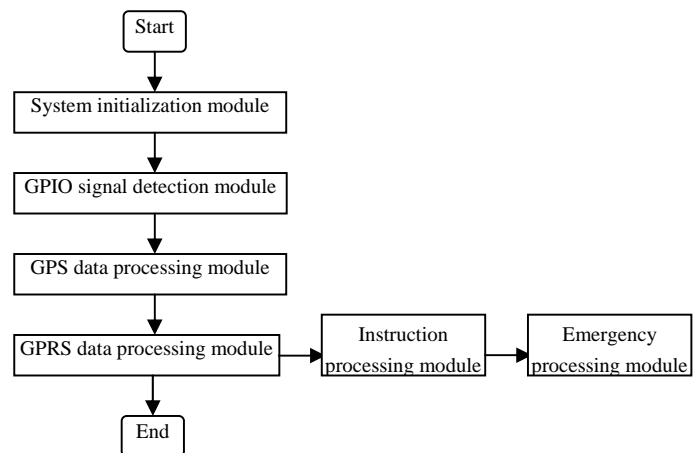 Start
System initialization module
GPIO signal detection module
GPS data processing module
GPRS data processing module
Instruction
processing module
Emergency
processing module
End